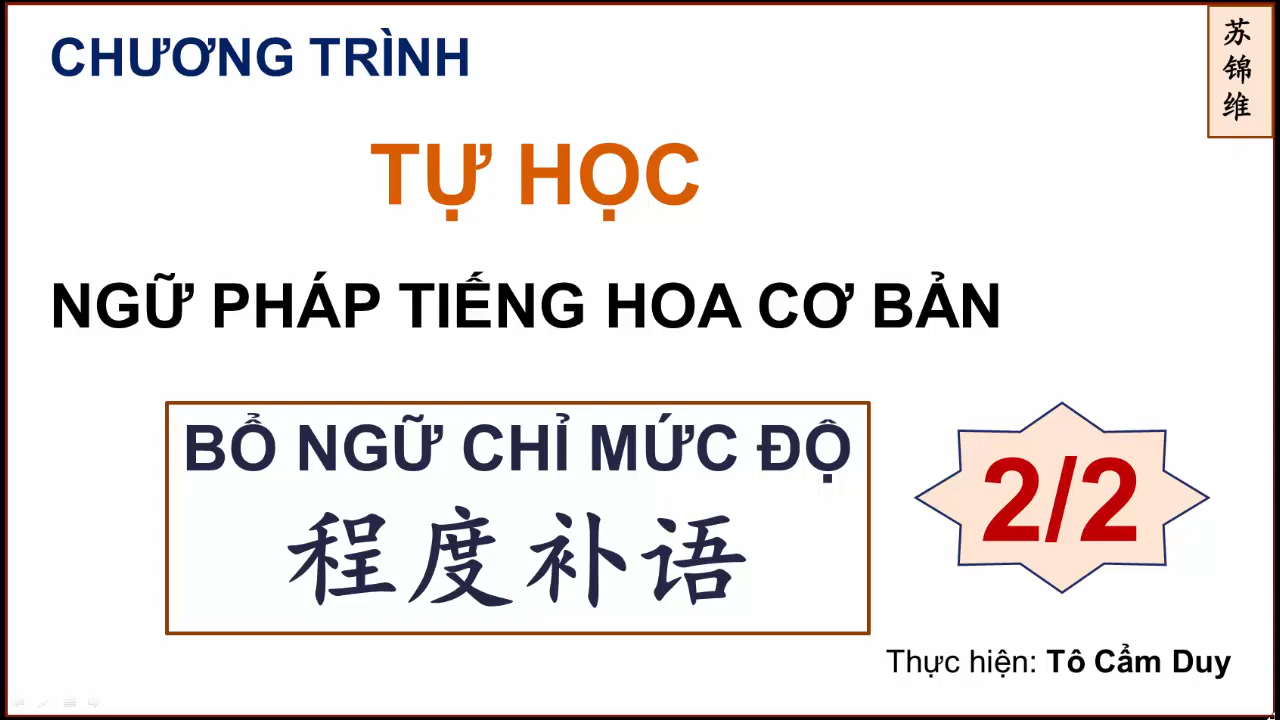 CHƯƠNG TRÌNH
苏锦维
TỰ HỌC
NGỮ PHÁP TIẾNG HOA CƠ BẢN
BỔ NGỮ CHỈ MỨC ĐỘ
程度补语
2/2
Thực hiện: Tô Cẩm Duy